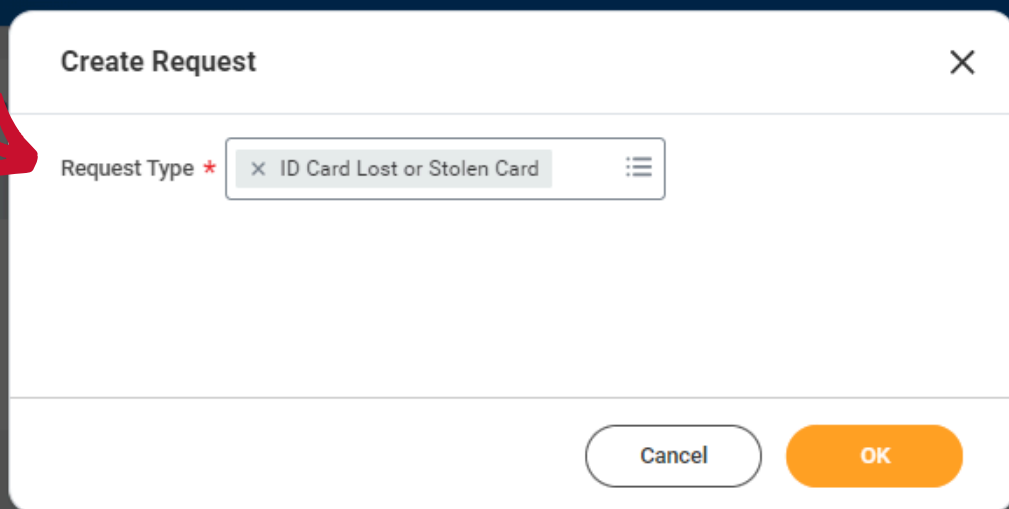 Create Request
Request Type * × ID Card Lost or Stolen Card
Cancel OK